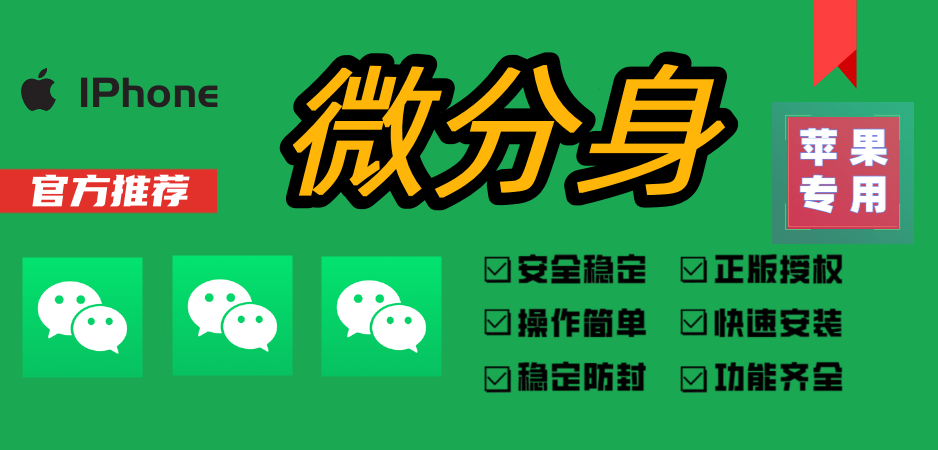 IPhone
微分身
苹果
专用
官方推荐
安全稳定
正版授权
操作简单
快速安装
稳定防封
功能齐全